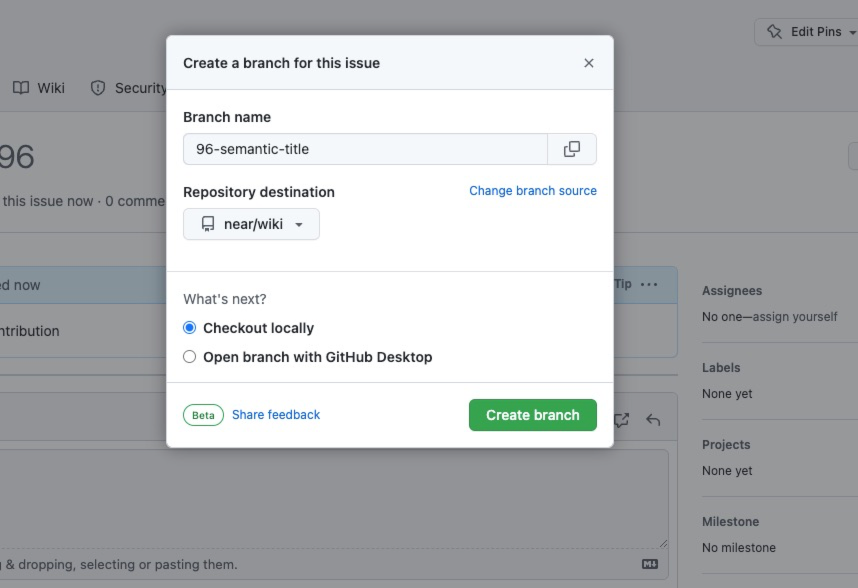 Edit Pins
Wiki
Security
Create a branch for this issue
Branch name
96-semantic-title
96
this issue now · 0 comme
Repository destination
Change branch source
near/wiki
ed now
Tip
ntribution
What's next?
Checkout locally
Open branch with GitHub Desktop
Beta
Share feedback
Create branch
Assignees
No one—assign yourself
Labels
None yet
Projects
None yet
Milestone
No milestone
g & dropping, selecting or pasting them.